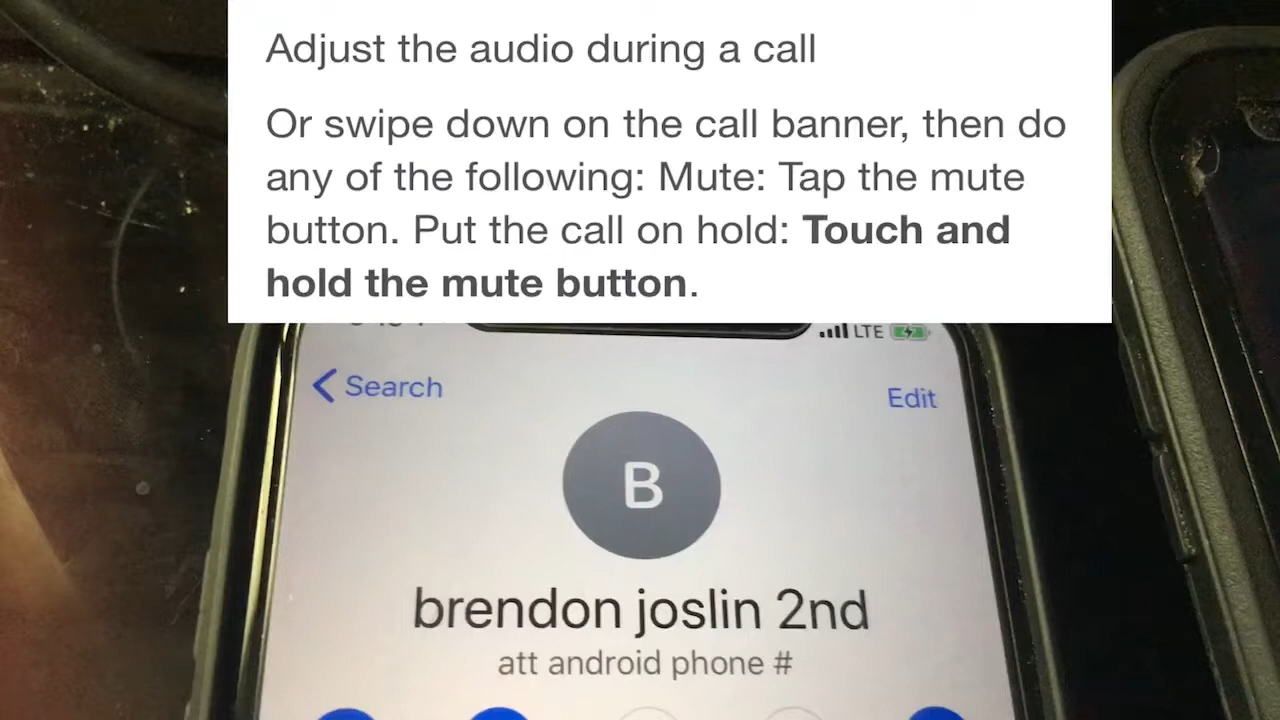 Adjust the audio during a call
Or swipe down on the call banner, then do
any of the following: Mute: Tap the mute
button. Put the call on hold: Touch and
hold the mute button.
LTE
Search
Edit
B
brendon joslin 2nd
att android phone #